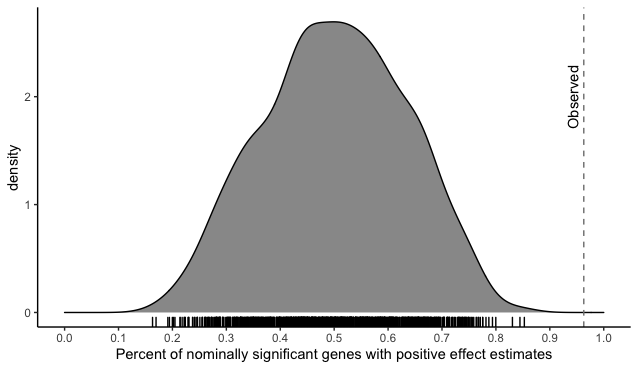 Observed
density
2
1
0
0.0 0.1 0.2 0.3 0.4 0.5 0.6 0.7 0.8 0.9 1.0
Percent of nominally significant genes with positive effect estimates